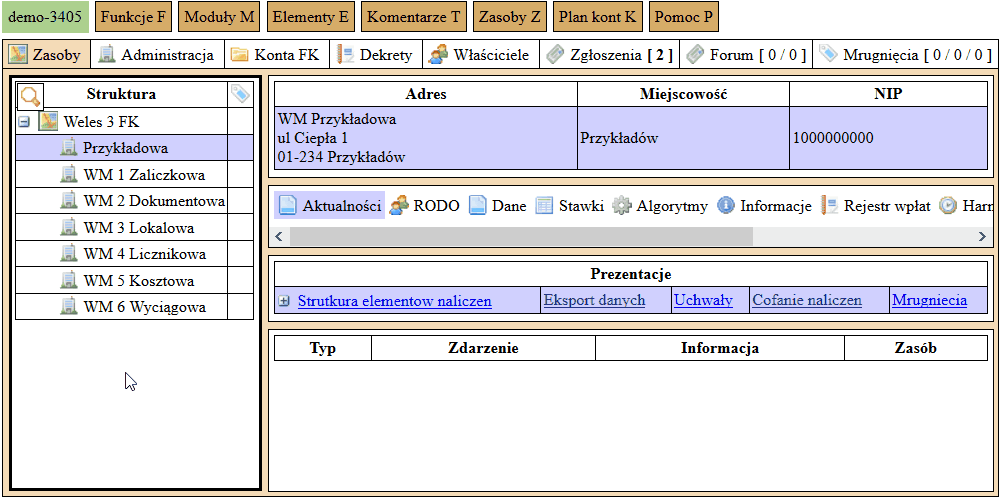 demo-3405 Funkcje F Moduły M Elementy E Komentarze T Zasoby Z Plan kont K Pomoc P
Zasoby Administracja Konta FK Dekrety Właściciele Zgłoszenia [ 2 ] Forum [ 0 / 0 ] Mrugnięcia [ 0 / 0 / 0 ]
Struktura
Weles 3 FK
Przykładowa
WM 1 Zaliczkowa
WM 2 Dokumentowa
WM 3 Lokalowa
WM 4 Licznikowa
WM 5 Kosztowa
WM 6 Wyciągowa
Adres Miejscowość NIP
WM Przykładowa
ul Ciepła 1
01-234 Przykładów
Przykładów
1000000000
Aktualności RODO Dane Stawki Algorytmy Informacje Rejestr wpłat Harr
Prezentacje
Strutkura elementow naliczen Eksport danych Uchwały Cofanie naliczen Mrugniecia
Typ Zdarzenie Informacja Zasób